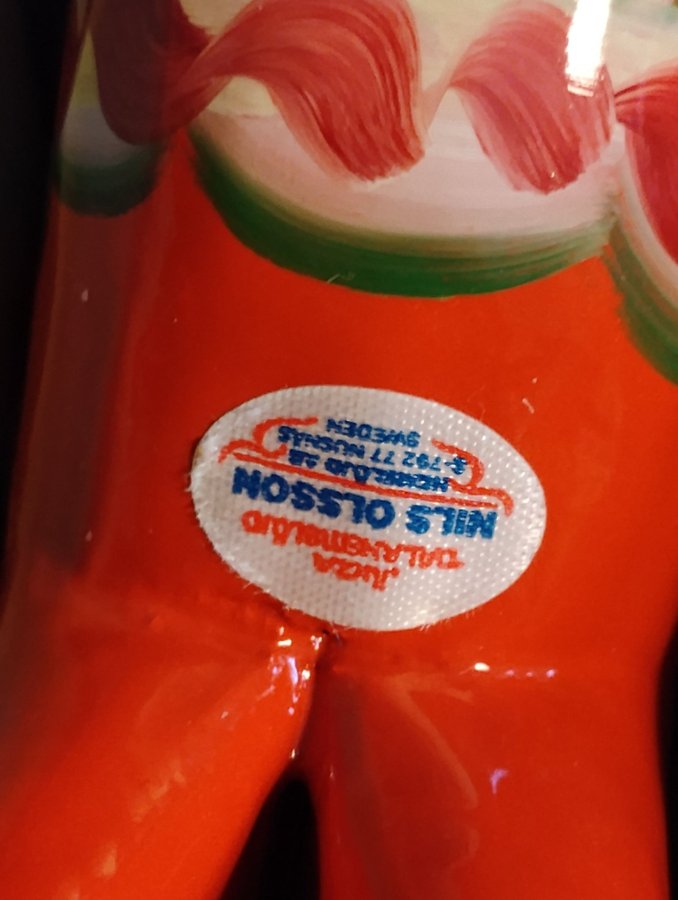 Äkta
DALAHEMSLÖJD
NILS OLSSON
HEMSLÖJD AB
S-792 77 NUSNÄS
SWEDEN